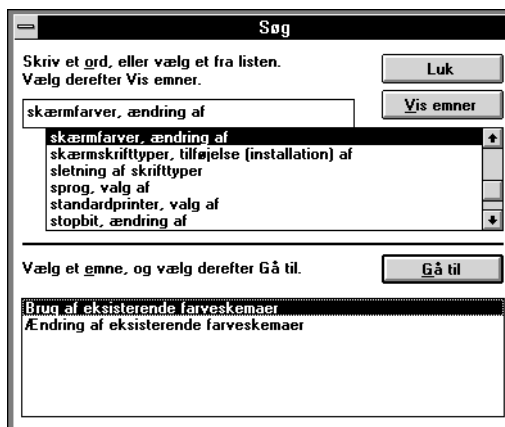 Søg
Skriv et ord, eller vælg et fra listen.
Vælg derefter Vis emner.
Luk
Vis emner
skærmfarver, ændring af
skærmfarver, ændring af
skærmskrifttyper, tilføjelse (installation) af
sletning af skrifttyper
sprog, valg af
standardprinter, valg af
stopbit, ændring af
Vælg et emne, og vælg derefter Gå til.
Gå til
Brug af eksisterende farveskemaer
Ændring af eksisterende farveskemaer